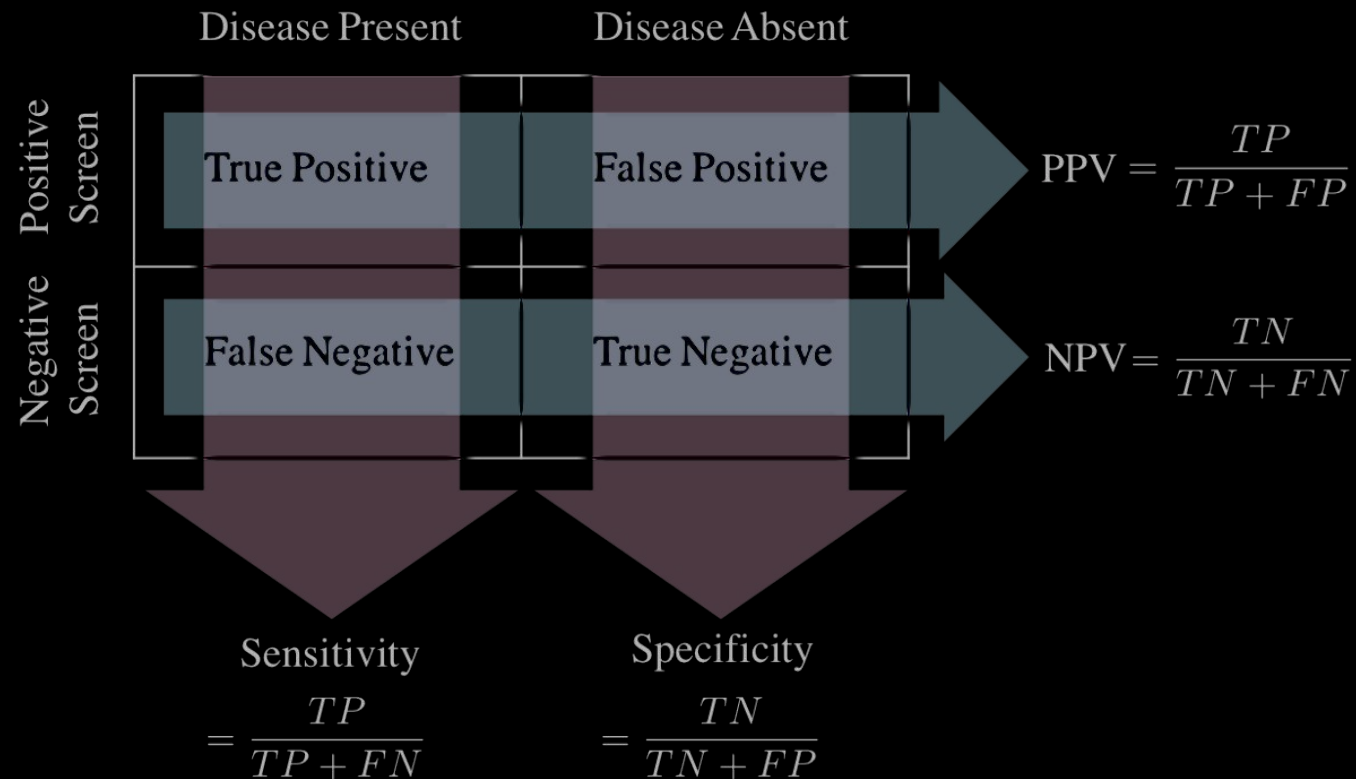 Disease Present Disease Absent
Positive
Screen
True Positive False Positive
PPV = TP / TP + FP
Negative
Screen
False Negative True Negative
NPV = TN / TN + FN
Sensitivity Specificity
= TP / TP + FN = TN / TN + FP